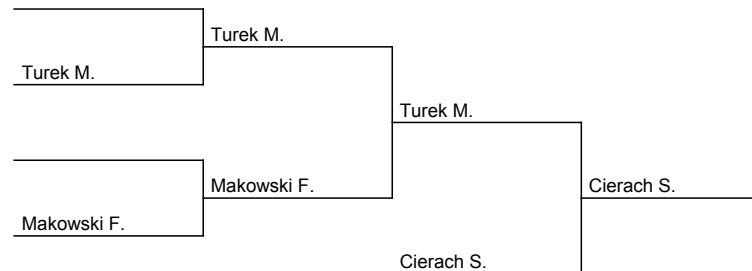 Turek M.
Turek M.
Turek M.
Makowski F.
Cierach S.
Makowski F.
Cierach S.